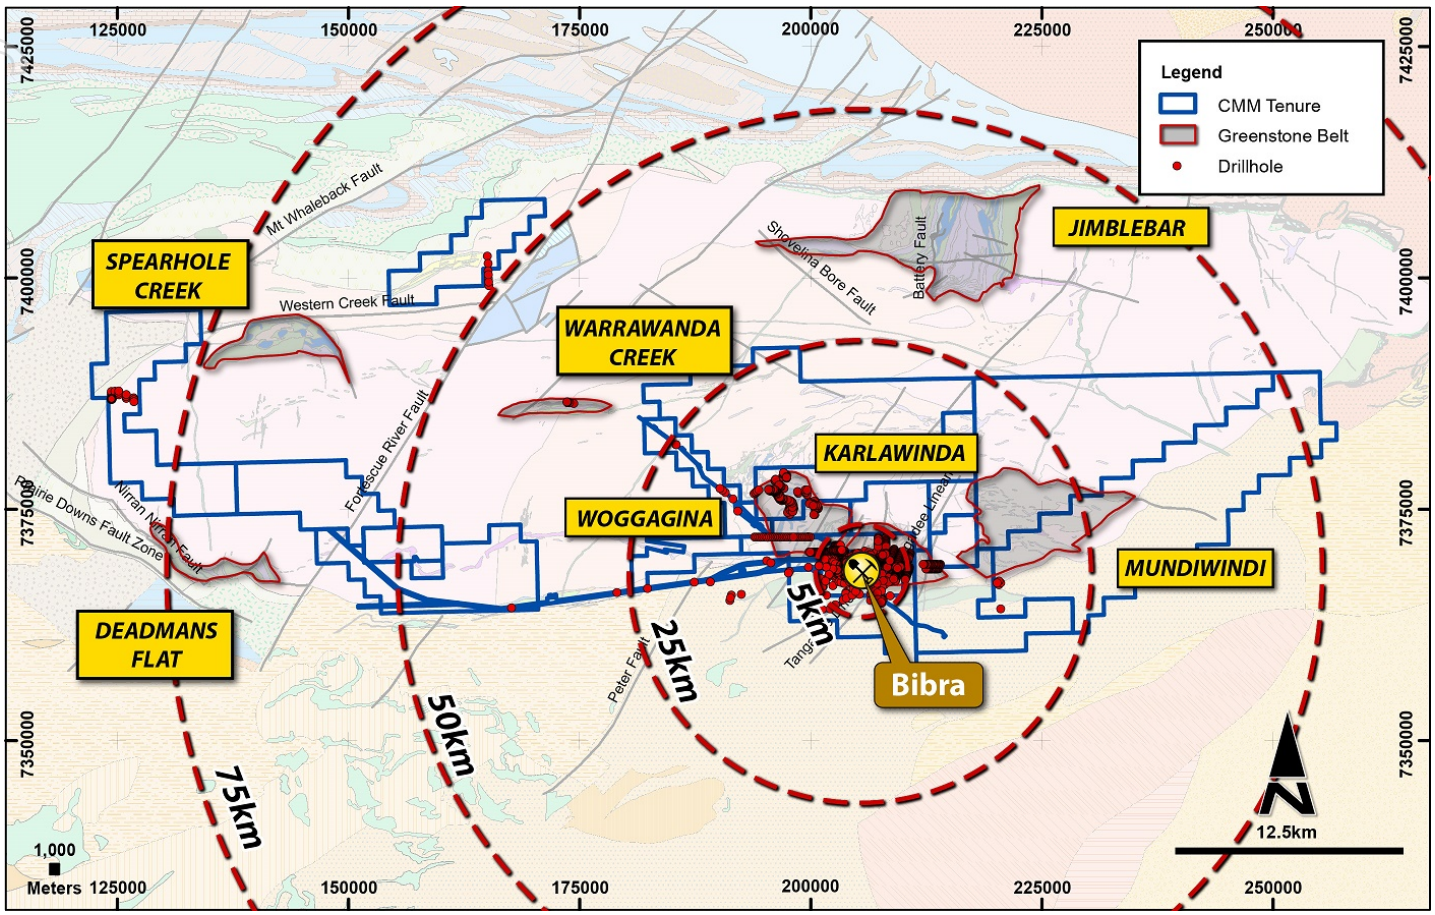 125000
150000
175000
200000
225000
250000
7425000
7425000
Legend
CMM Tenure
Greenstone Belt
Drillhole
Mt Whaleback Fault
JIMBLEBAR
Shovelina Bore Fault
Battery Fault
SPEARHOLE
CREEK
7400000
7400000
Western Creek Fault
WARRAWANDA
CREEK
Fortescue River Fault
KARLAWINDA
Prairie Downs Fault Zone
Nirran Nirran Fault
7375000
7375000
WOGGAGINA
MUNDIWINDI
5km
DEADMANS
FLAT
25km
Peter Fault
Bibra
50km
7350000
7350000
75km
N
12.5km
1,000
Meters
125000
150000
175000
200000
225000
250000